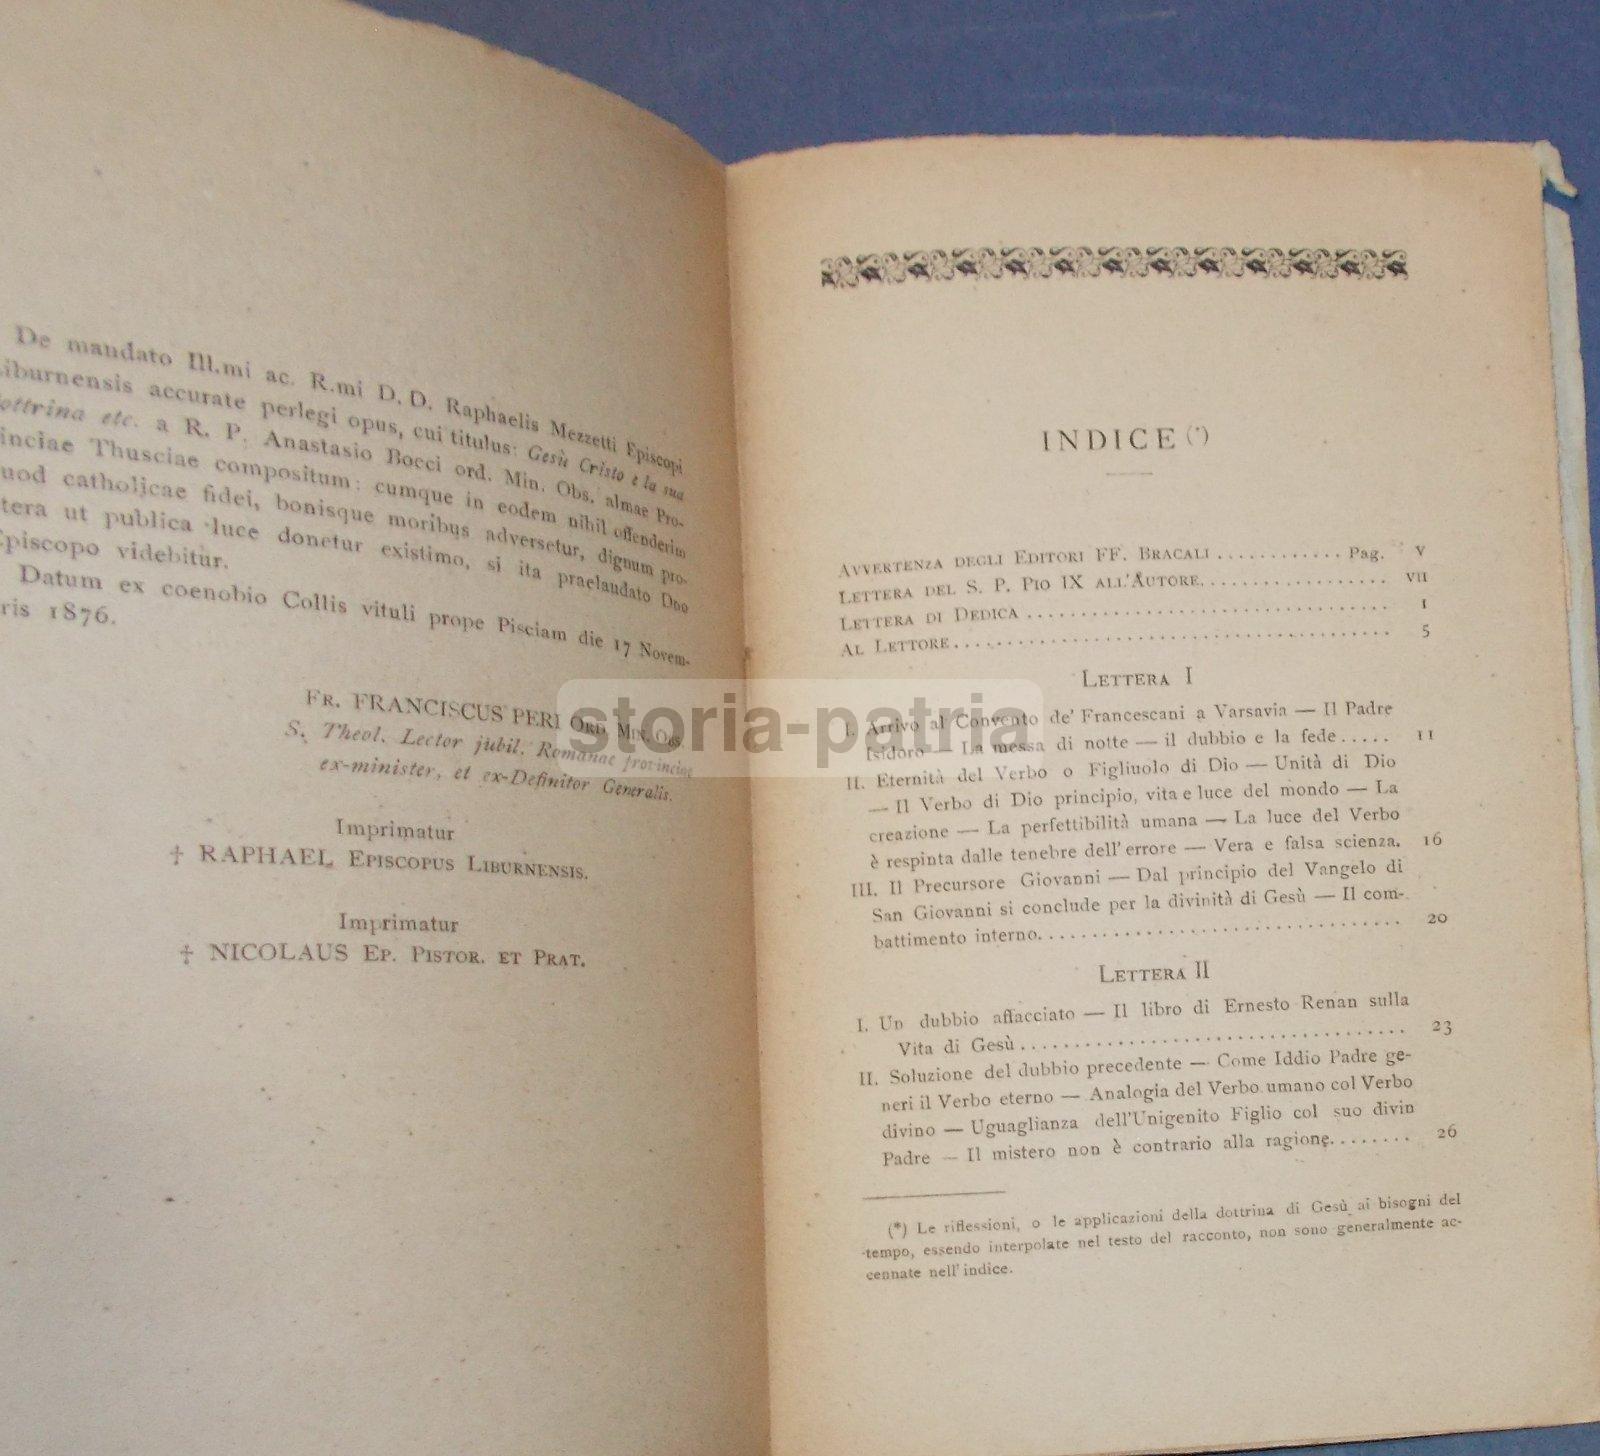 De mandato Ill.mi ac. R.mi D. D. Raphaelis Mezzetti Episcopi
Liburnensis accurate perlegi opus, cui titulus: Gesù Cristo e la sua
Dottrina etc. a R. P. Anastasio Bocci ord. Min. Obs. almae Pro-
vinciae Thusciae compositum: cumque in eodem nihil offenderim
quod catholicae fidei, bonisque moribus adversetur, dignum pro-
ptera ut publica luce donetur existimo, si ita praelaudato Dno
Episcopo videbitur.
Datum ex coenobio Collis vituli prope Pisciam die 17 Novem-
bris 1876.
Fr. FRANCISCUS PERI Ord. Min. Obs.
S. Theol. Lector jubil. Romanae provinciae
ex-minister, et ex-Definitor Generalis.
Imprimatur
† RAPHAEL Episcopus Liburnensis.
Imprimatur
† NICOLAUS Ep. Pistor. et Prat.
INDICE (*)
Avvertenza degli Editori FF. Bracali ............ Pag. V
Lettera del S. P. Pio IX all'Autore. ................ VII
Lettera di Dedica ................................. 1
Al Lettore ........................................ 5
Lettera I
I. Arrivo al Convento de' Francescani a Varsavia — Il Padre
Isidoro — La messa di notte — il dubbio e la fede ..... 11
II. Eternità del Verbo o Figliuolo di Dio — Unità di Dio
— Il Verbo di Dio principio, vita e luce del mondo — La
creazione — La perfettibilità umana — La luce del Verbo
è respinta dalle tenebre dell'errore — Vera e falsa scienza. 16
III. Il Precursore Giovanni — Dal principio del Vangelo di
San Giovanni si conclude per la divinità di Gesù — Il com-
battimento interno. ................................. 20
Lettera II
I. Un dubbio affacciato — Il libro di Ernesto Renan sulla
Vita di Gesù ...................................... 23
II. Soluzione del dubbio precedente — Come Iddio Padre ge-
neri il Verbo eterno — Analogia del Verbo umano col Verbo
divino — Uguaglianza dell'Unigenito Figlio col suo divin
Padre — Il mistero non è contrario alla ragione. ....... 26
(*) Le riflessioni, o le applicazioni della dottrina di Gesù ai bisogni del
tempo, essendo interpolate nel testo del racconto, non sono generalmente ac-
cennate nell'indice.
storia-patria